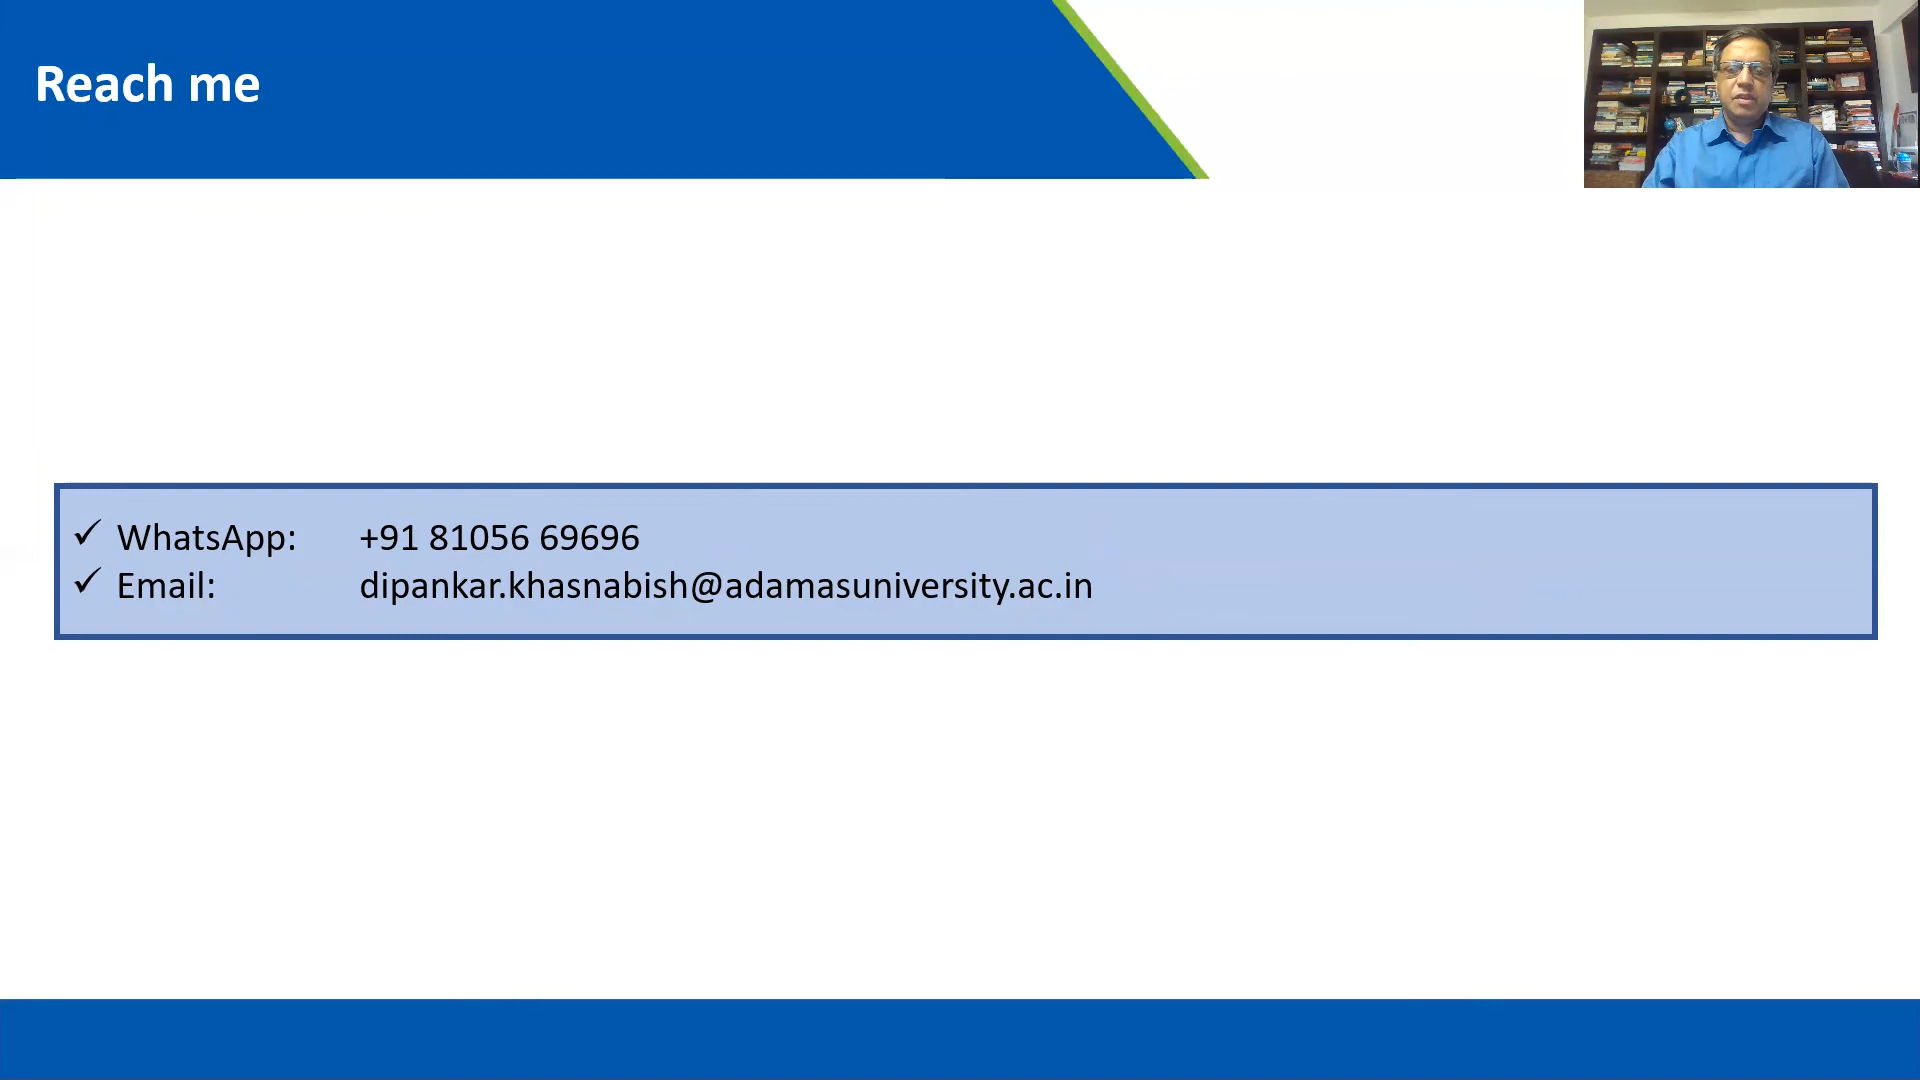 Reach me
✓ WhatsApp: +91 81056 69696
✓ Email: dipankar.khasnabish@adamasuniversity.ac.in